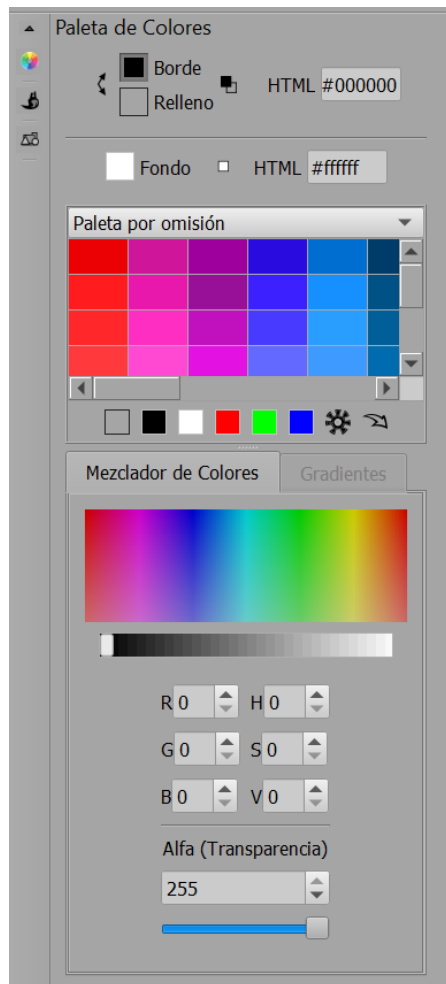 Paleta de Colores
Borde
Relleno
HTML #000000
Fondo HTML #ffffff
Paleta por omisión
Mezclador de Colores Gradientes
R 0 H 0
G 0 S 0
B 0 V 0
Alfa (Transparencia)
255